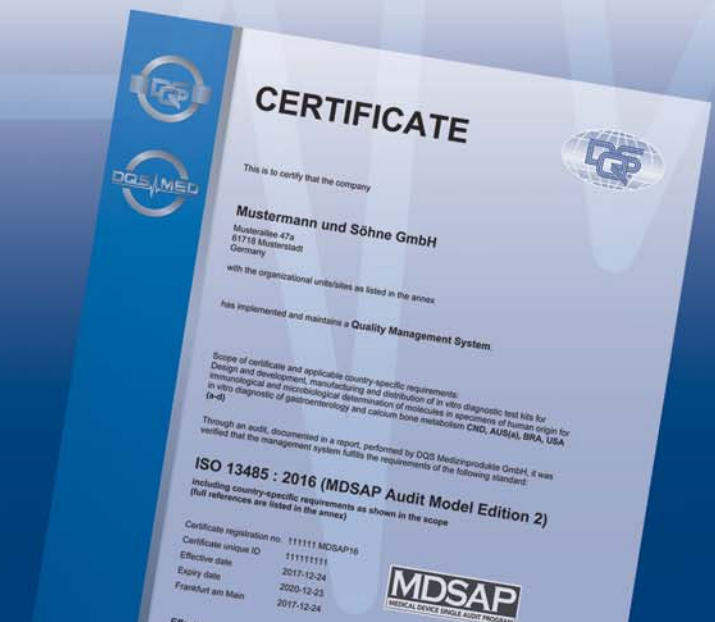 DQS
DQS MED
DQS
CERTIFICATE
This is to certify that the company
Mustermann und Söhne GmbH
Musterallee 47a
61718 Musterstadt
Germany
with the organizational units/sites as listed in the annex
has implemented and maintains a Quality Management System.
Scope of certificate and applicable country-specific requirements:
Design and development, manufacturing and distribution of in vitro diagnostic test kits for
immunological and microbiological determination of molecules in specimens of human origin for
in vitro diagnostic of gastroenterology and calcium bone metabolism CND, AUS(a), BRA, USA
(a-d)
Through an audit, documented in a report, performed by DQS Medizinprodukte GmbH, it was
verified that the management system fulfills the requirements of the following standard:
ISO 13485 : 2016 (MDSAP Audit Model Edition 2)
including country-specific requirements as shown in the scope
(full references are listed in the annex)
Certificate registration no. 111111 MDSAP16
Certificate unique ID 111111111
Effective date 2017-12-24
Expiry date 2020-12-23
Frankfurt am Main 2017-12-24
MDSAP
MEDICAL DEVICE SINGLE AUDIT PROGRAM